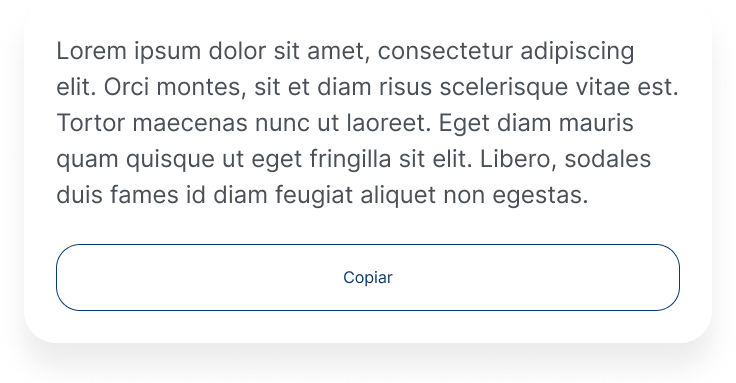 Lorem ipsum dolor sit amet, consectetur adipiscing
elit. Orci montes, sit et diam risus scelerisque vitae est.
Tortor maecenas nunc ut laoreet. Eget diam mauris
quam quisque ut eget fringilla sit elit. Libero, sodales
duis fames id diam feugiat aliquet non egestas.
Copiar